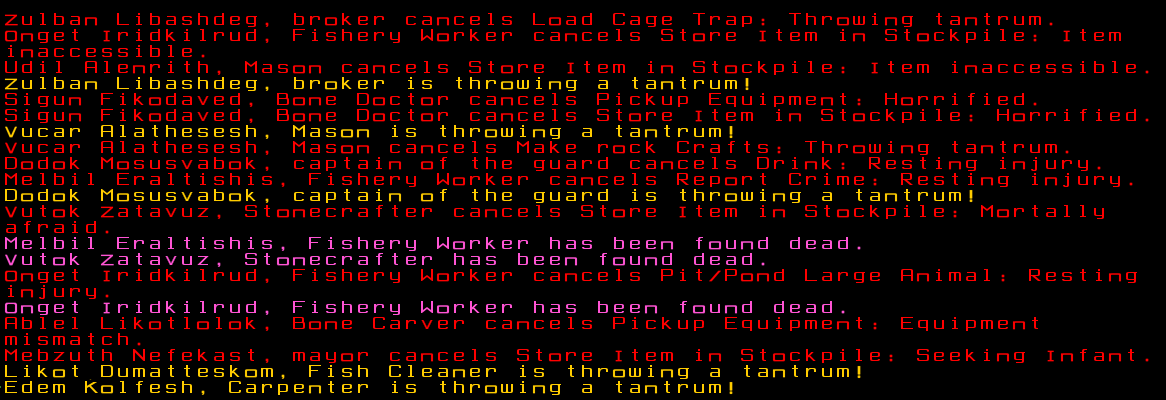 Zulban Libashdeg, broker cancels Load Cage Trap: Throwing tantrum.
Onget Iridkilrud, Fishery Worker cancels Store Item in Stockpile: Item
inaccessible.
Udil Alenrith, Mason cancels Store Item in Stockpile: Item inaccessible.
Zulban Libashdeg, broker is throwing a tantrum!
Sigun Fikodaved, Bone Doctor cancels Pickup Equipment: Horrified.
Sigun Fikodaved, Bone Doctor cancels Store Item in Stockpile: Horrified.
Vucar Alathesesh, Mason is throwing a tantrum!
Vucar Alathesesh, Mason cancels Make rock Crafts: Throwing tantrum.
Dodok Mosusvabok, captain of the guard cancels Drink: Resting injury.
Melbil Eraltishis, Fishery Worker cancels Report Crime: Resting injury.
Dodok Mosusvabok, captain of the guard is throwing a tantrum!
Vutok Zatavuz, Stonecrafter cancels Store Item in Stockpile: Mortally
afraid.
Melbil Eraltishis, Fishery Worker has been found dead.
Vutok Zatavuz, Stonecrafter has been found dead.
Onget Iridkilrud, Fishery Worker cancels Pit/Pond Large Animal: Resting
injury.
Onget Iridkilrud, Fishery Worker has been found dead.
Ablel Likotlolok, Bone Carver cancels Pickup Equipment: Equipment
mismatch.
Mebzuth Nefekast, mayor cancels Store Item in Stockpile: Seeking Infant.
Likot Dumatteskom, Fish Cleaner is throwing a tantrum!
Edem Kolfesh, Carpenter is throwing a tantrum!